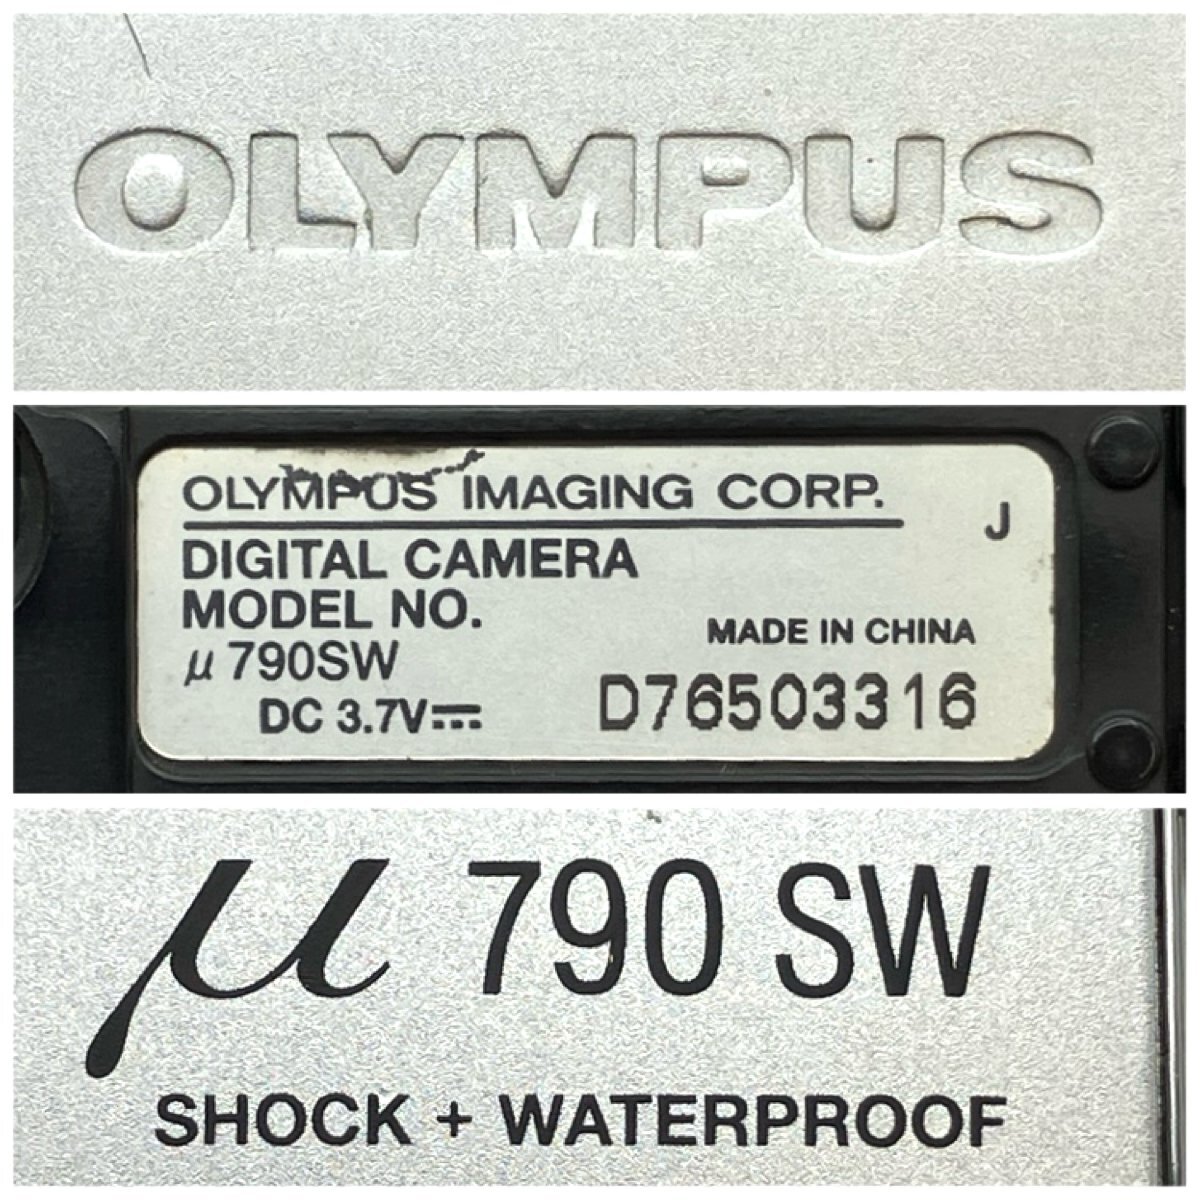 OLYMPUS
OLYMPUS IMAGING CORP.
J
DIGITAL CAMERA
MODEL NO.
MADE IN CHINA
μ 790SW
DC 3.7V⎓
D76503316
μ 790 SW
SHOCK + WATERPROOF